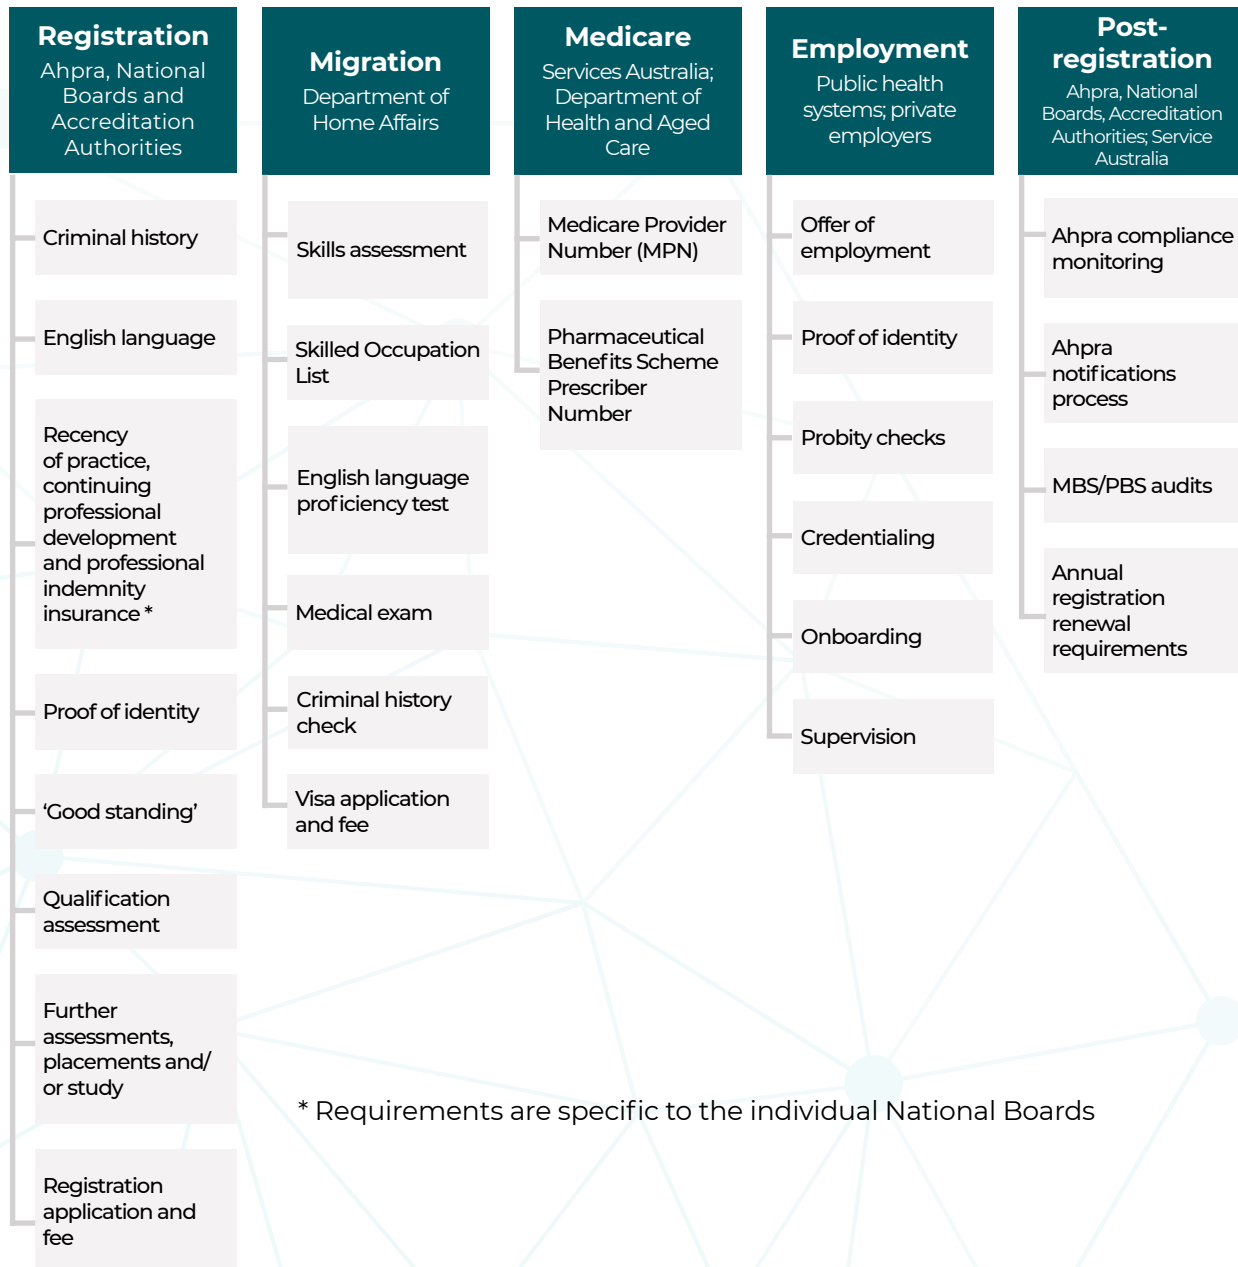 Registration
Ahpra, National
Boards and
Accreditation
Authorities
Criminal history
English language
Recency
of practice,
continuing
professional
development
and professional
indemnity
insurance *
Proof of identity
‘Good standing’
Qualification
assessment
Further
assessments,
placements and/
or study
Registration
application and
fee
Migration
Department of
Home Affairs
Skills assessment
Skilled Occupation
List
English language
proficiency test
Medical exam
Criminal history
check
Visa application
and fee
Medicare
Services Australia;
Department of
Health and Aged
Care
Medicare Provider
Number (MPN)
Pharmaceutical
Benefits Scheme
Prescriber
Number
Employment
Public health
systems; private
employers
Offer of
employment
Proof of identity
Probity checks
Credentialing
Onboarding
Supervision
Post-
registration
Ahpra, National
Boards, Accreditation
Authorities; Service
Australia
Ahpra compliance
monitoring
Ahpra
notifications
process
MBS/PBS audits
Annual
registration
renewal
requirements
* Requirements are specific to the individual National Boards